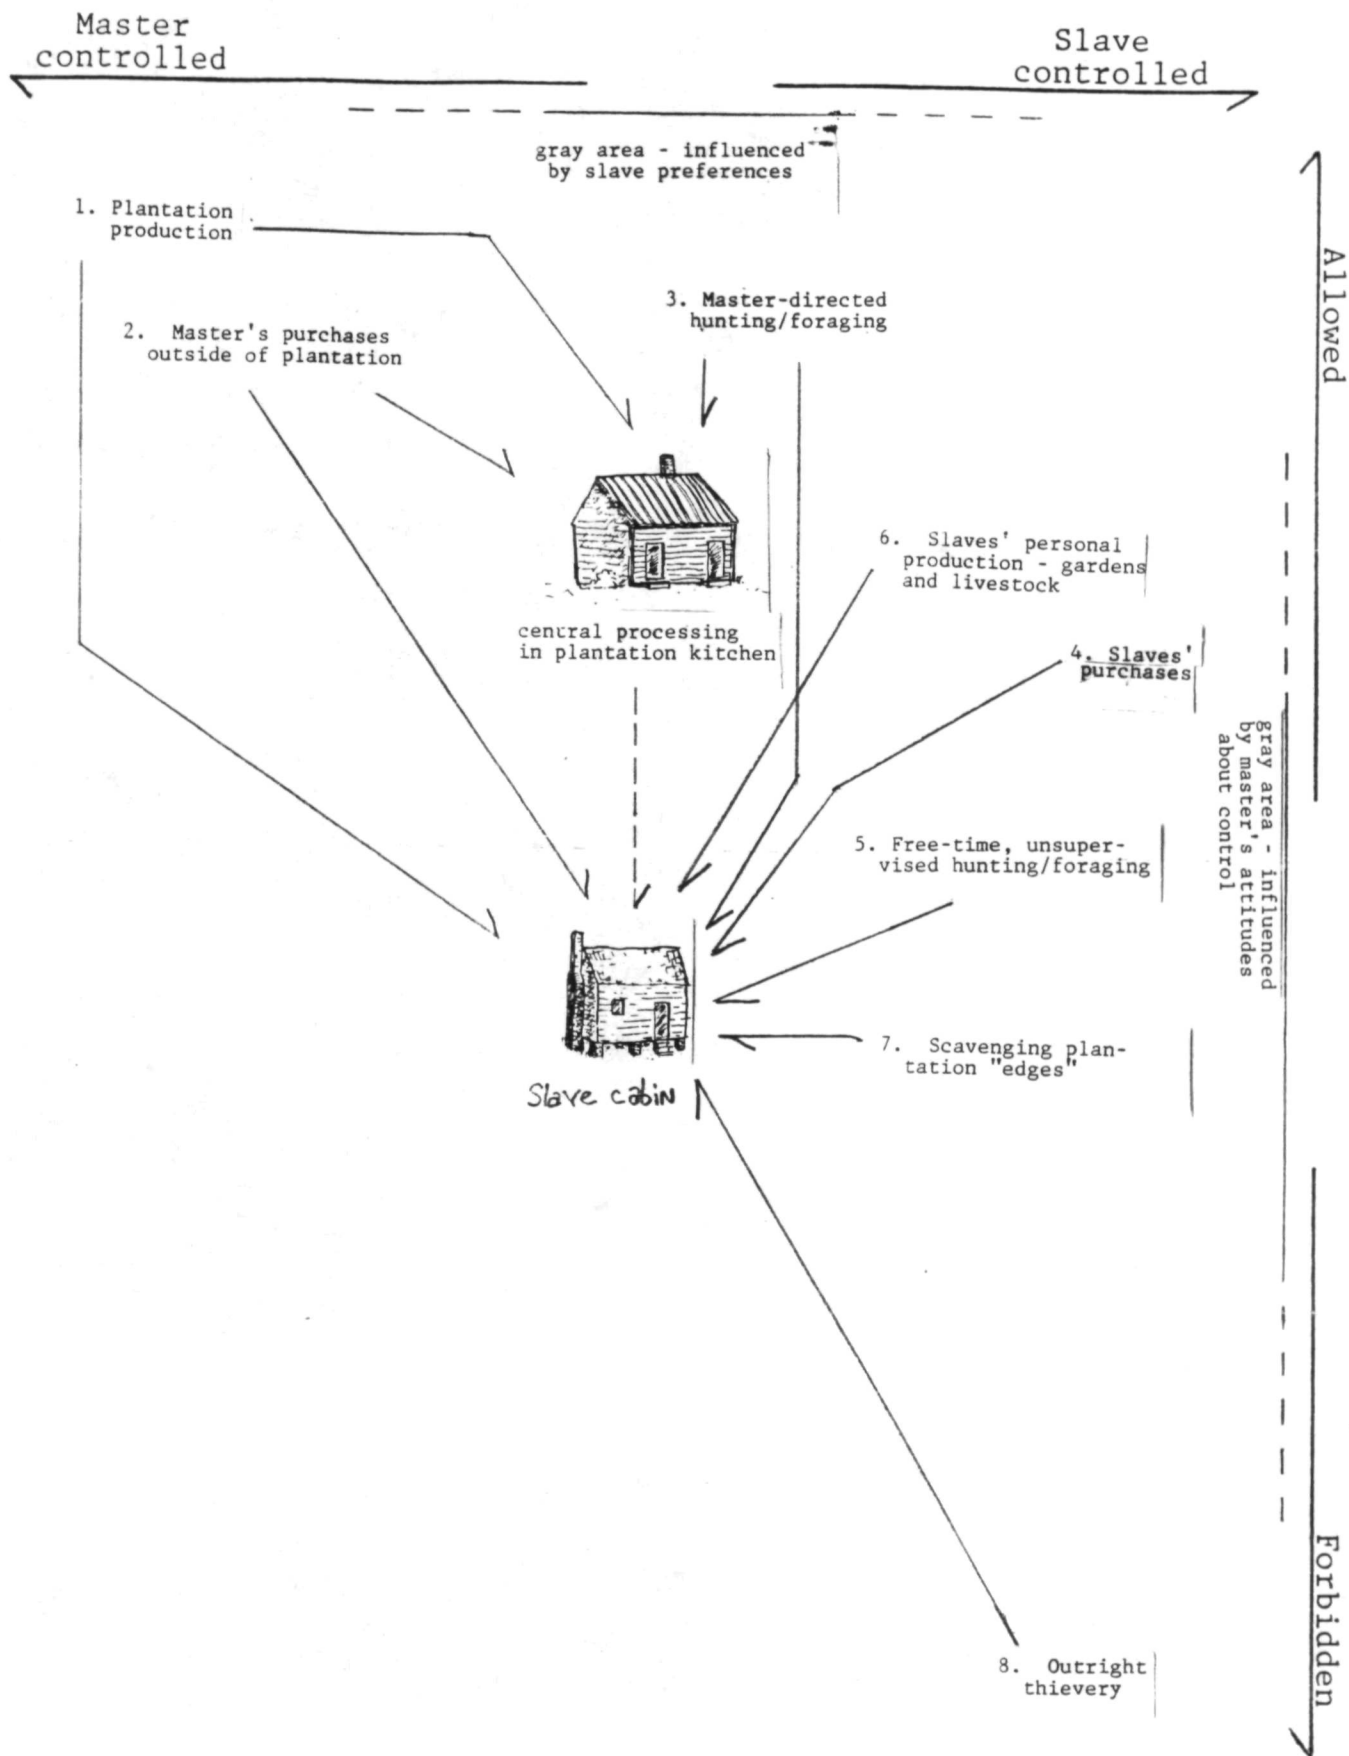 Master
controlled
Slave
controlled
gray area - influenced
by slave preferences
1. Plantation
production
2. Master's purchases
outside of plantation
3. Master-directed
hunting/foraging
Allowed
central processing
in plantation kitchen
6. Slaves' personal
production - gardens
and livestock
4. Slaves'
purchases
gray area - influenced
by master's attitudes
about control
5. Free-time, unsuper-
vised hunting/foraging
7. Scavenging plan-
tation "edges"
Slave cabin
8. Outright
thievery
Forbidden